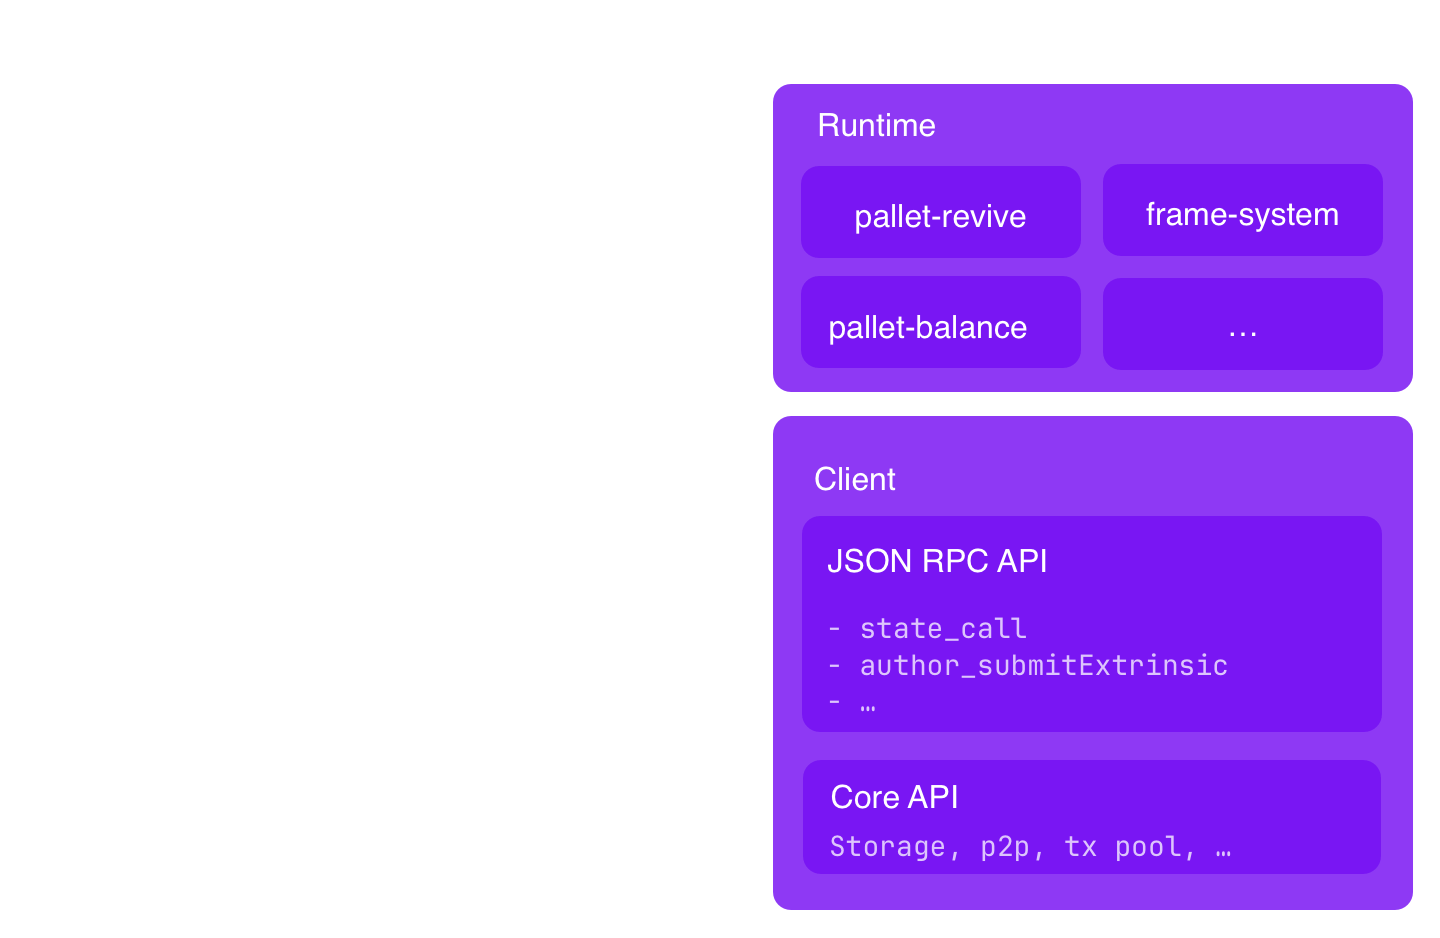 Runtime
pallet-revive
frame-system
pallet-balance
…
Client
JSON RPC API
- state_call
- author_submitExtrinsic
- …
Core API
Storage, p2p, tx pool, …